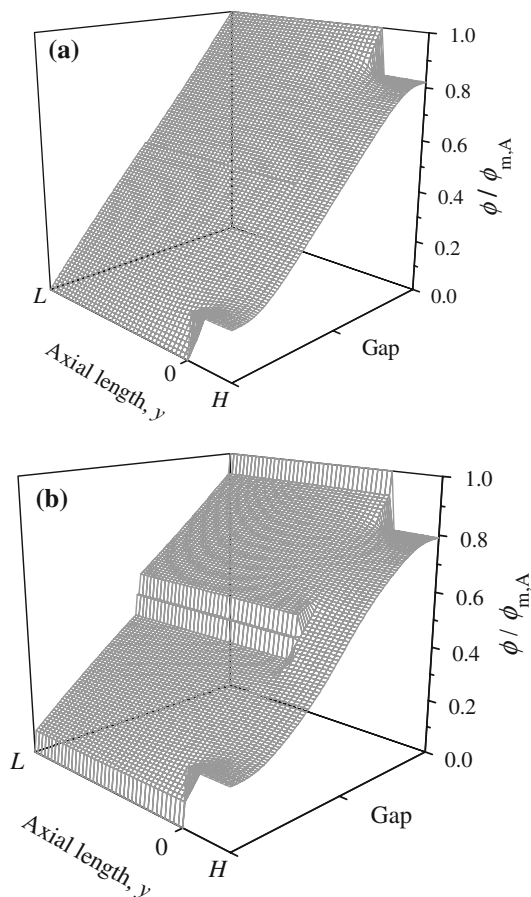 (a)
1.0
0.8
0.6
0.4
0.2
0.0
ϕ / ϕm,A
L
0
H
Axial length, y
Gap
(b)
1.0
0.8
0.6
0.4
0.2
0.0
ϕ / ϕm,A
L
0
H
Axial length, y
Gap